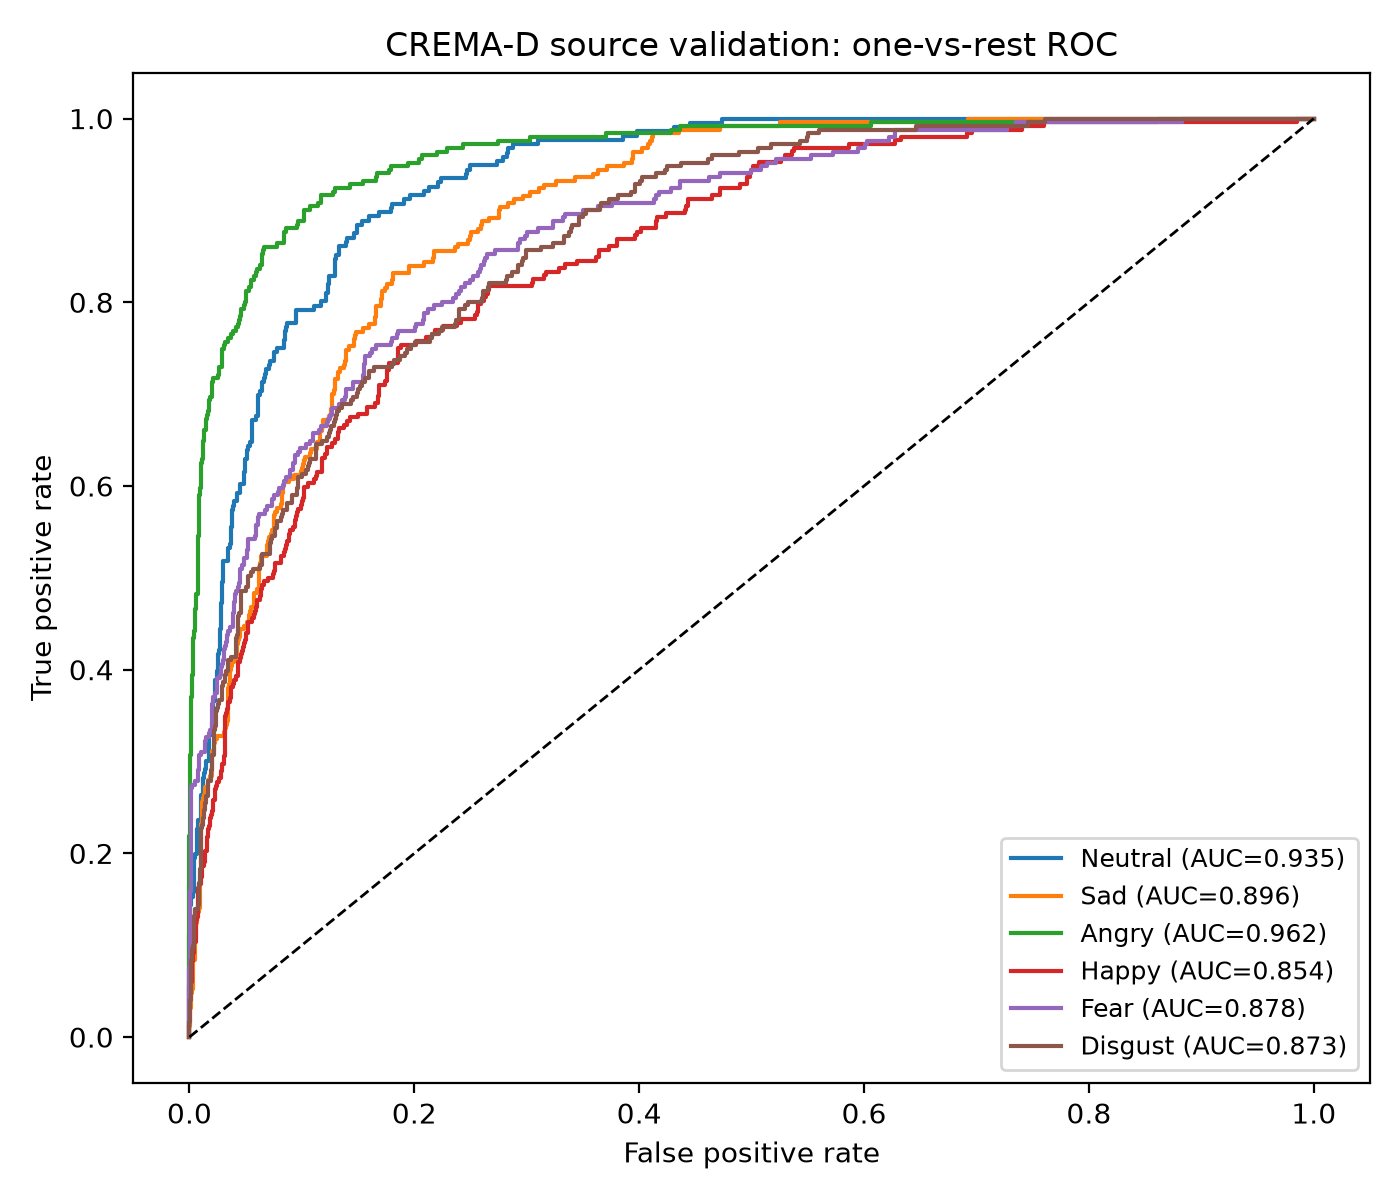 CREMA-D source validation: one-vs-rest ROC
True positive rate
1.0
0.8
0.6
0.4
0.2
0.0
0.0 0.2 0.4 0.6 0.8 1.0
False positive rate
Neutral (AUC=0.935)
Sad (AUC=0.896)
Angry (AUC=0.962)
Happy (AUC=0.854)
Fear (AUC=0.878)
Disgust (AUC=0.873)